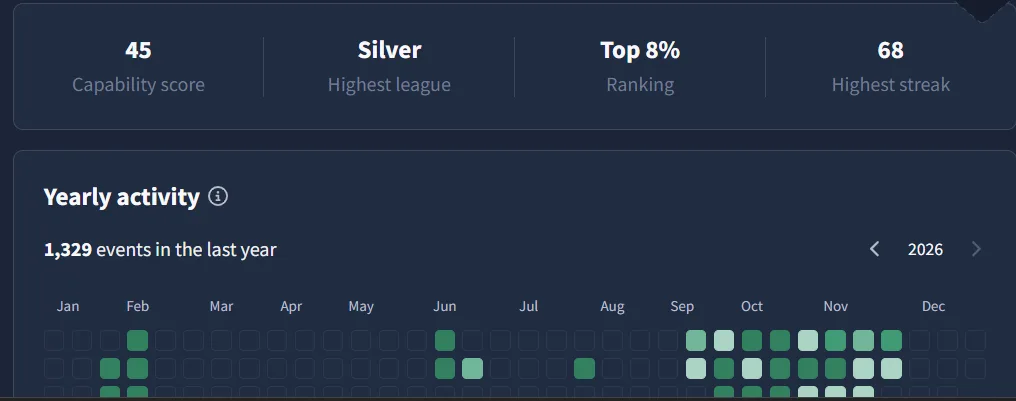 45 Silver Top 8% 68
Capability score Highest league Ranking Highest streak
Yearly activity
1,329 events in the last year 2026
Jan Feb Mar Apr May Jun Jul Aug Sep Oct Nov Dec